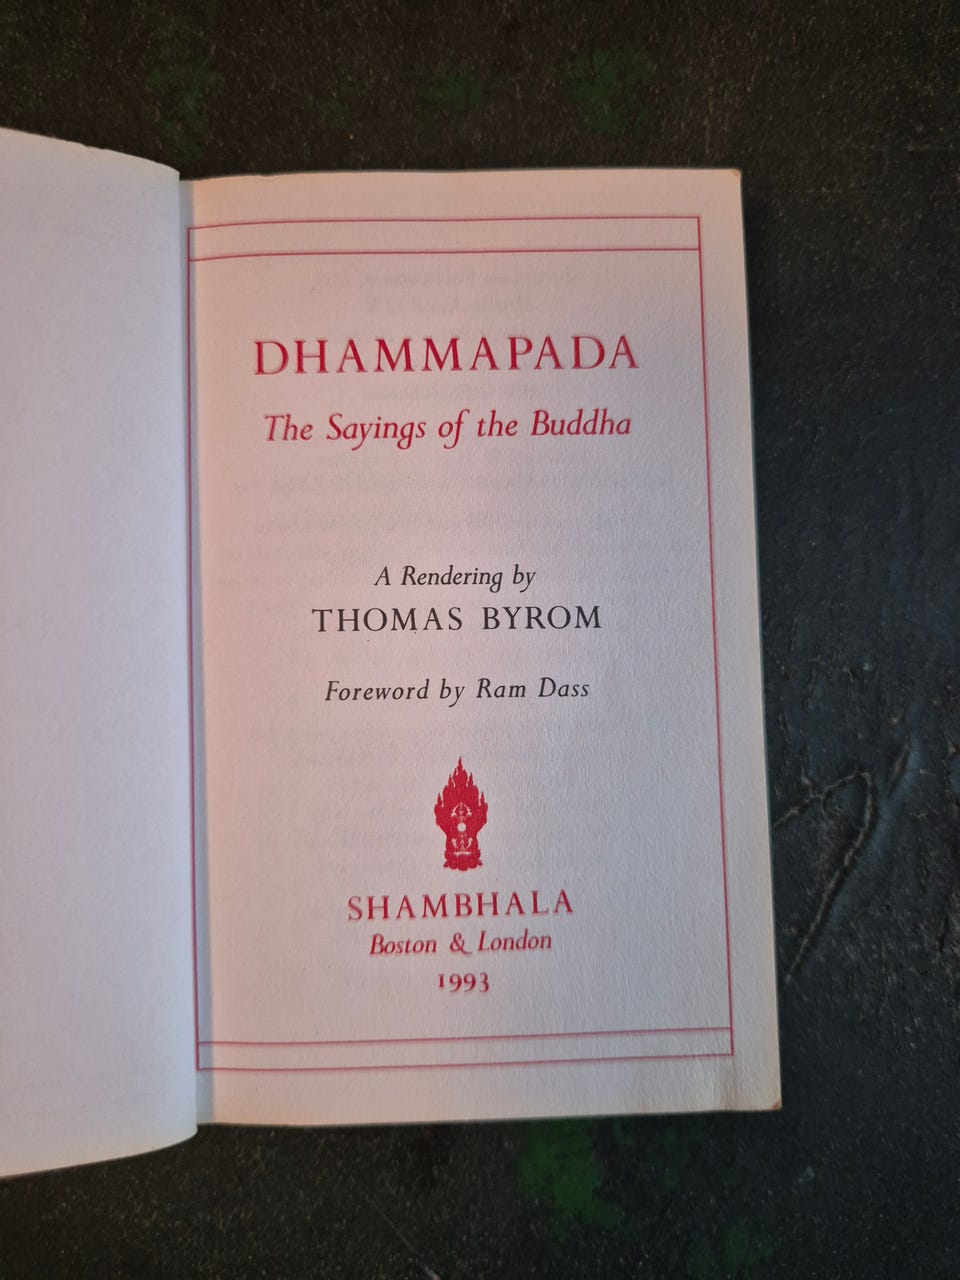 DHAMMAPADA
The Sayings of the Buddha
A Rendering by
THOMAS BYROM
Foreword by Ram Dass
SHAMBHALA
Boston & London
1993